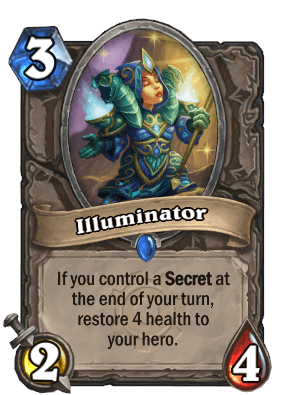 3
Illuminator
If you control a Secret at
the end of your turn,
restore 4 health to
your hero.
2
4